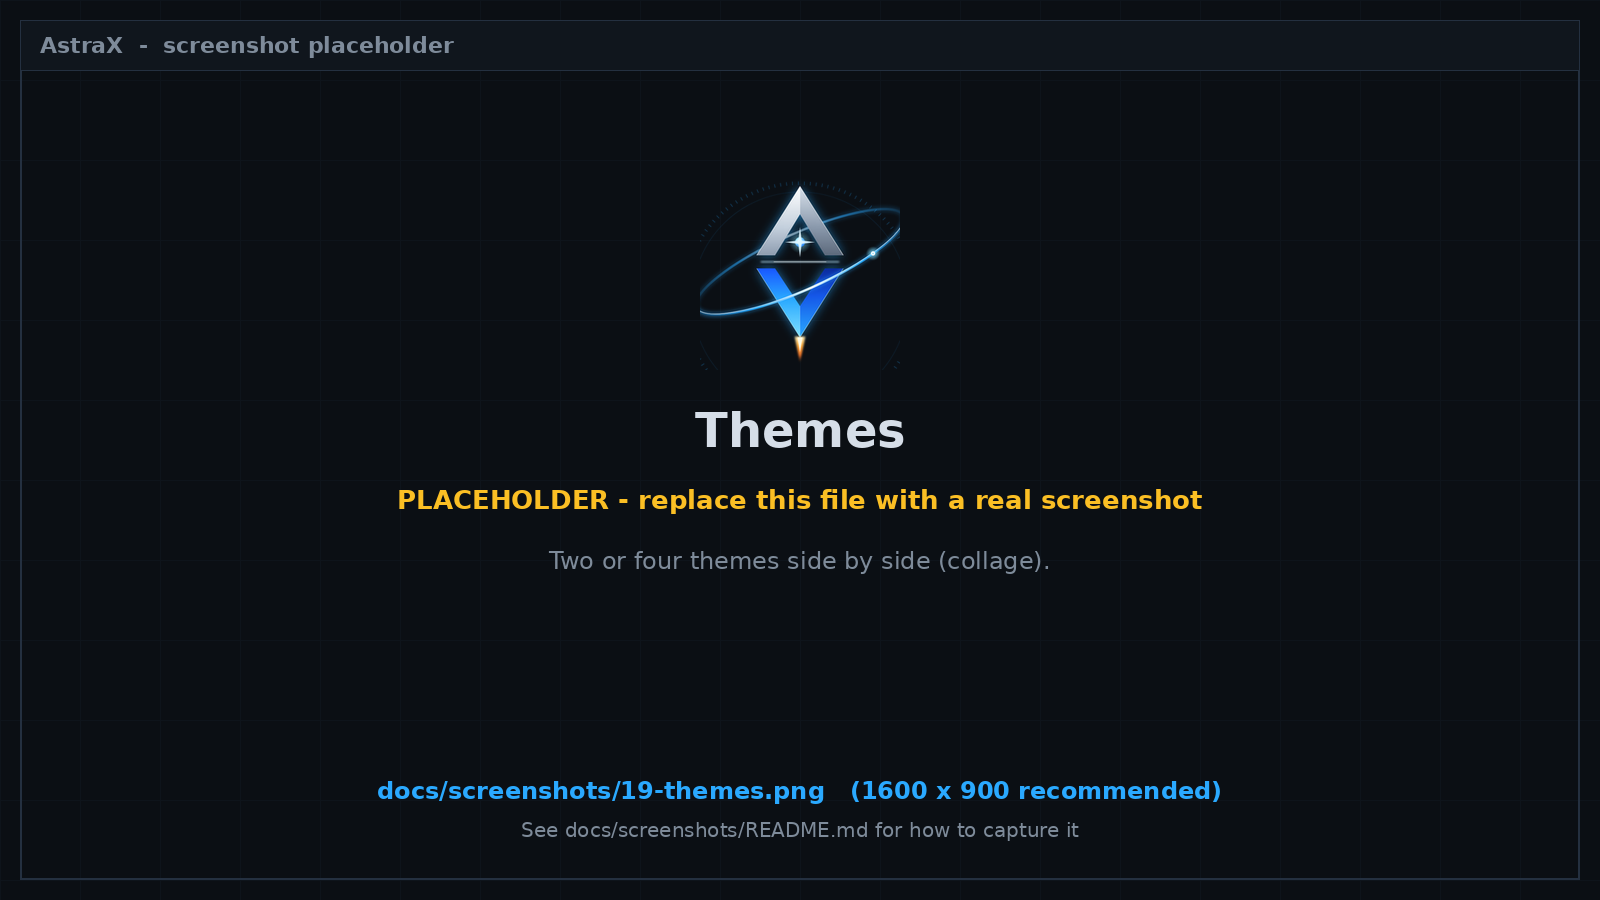 AstraX - screenshot placeholder
Themes
PLACEHOLDER - replace this file with a real screenshot
Two or four themes side by side (collage).
docs/screenshots/19-themes.png (1600 x 900 recommended)
See docs/screenshots/README.md for how to capture it